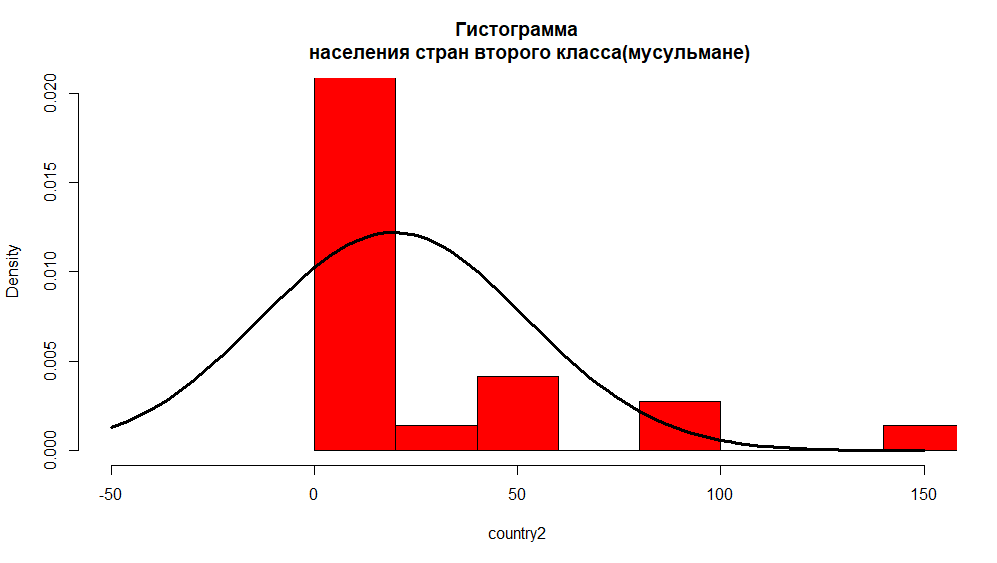 Гистограмма
населения стран второго класса(мусульмане)
0.020
0.015
0.010
0.005
0.000
Density
-50 0 50 100 150
country2